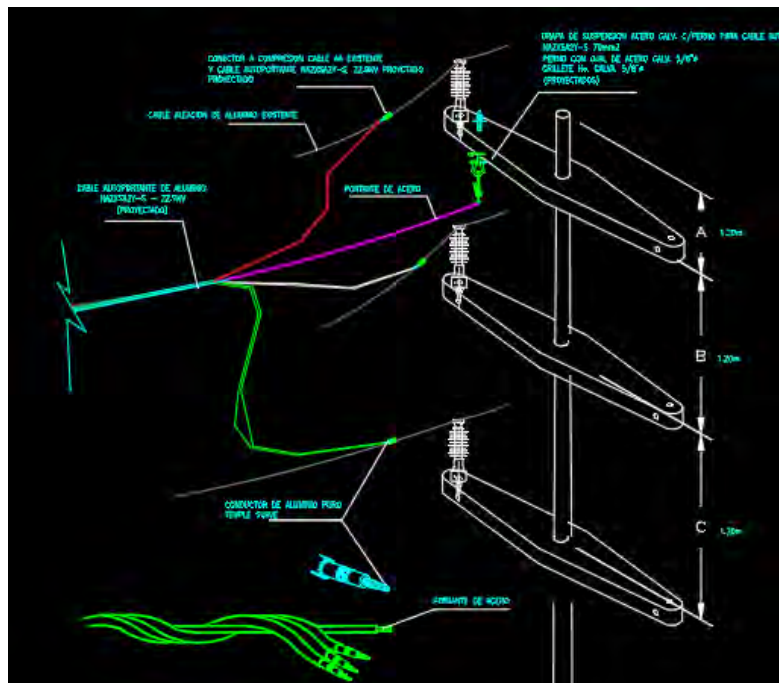 GRAPA DE SUSPENSION ACERO GALV. C/PERNO PARA CABLE AUT
NA2XSA2Y-S 70mm2
PERNO CON OJAL DE ACERO GALV. 5/8"ø
GRILLETE Ho. GALVA 5/8"ø
(PROYECTADOS)
CONECTOR A COMPRESION CABLE AA EXISTENTE
Y CABLE AUTOPORTANTE NA2XSA2Y-S 22.9KV PROYECTADO
PROYECTADO
CABLE ALEACION DE ALUMINIO EXISTENTE
CABLE AUTOPORTANTE DE ALUMINIO
NA2XSA2Y-S - 22.9KV
(PROYECTADO)
PORTANTE DE ACERO
A 1.20m
B 1.20m
C 1.20m
CONDUCTOR DE ALUMINIO PURO
TEMPLE SUAVE
PORTANTE DE ACERO